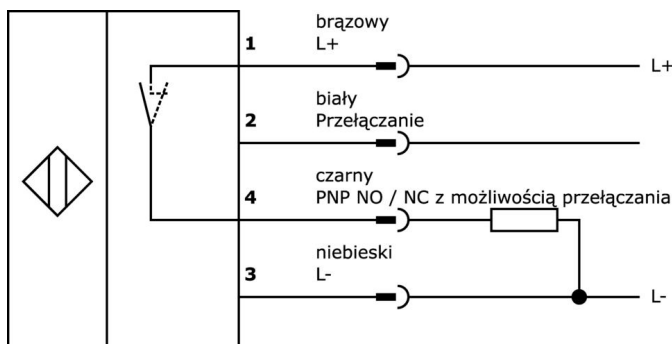 brązowy
1 L+
L+
biały
2 Przełączanie
czarny
4 PNP NO / NC z możliwością przełączania
niebieski
3 L-
L-